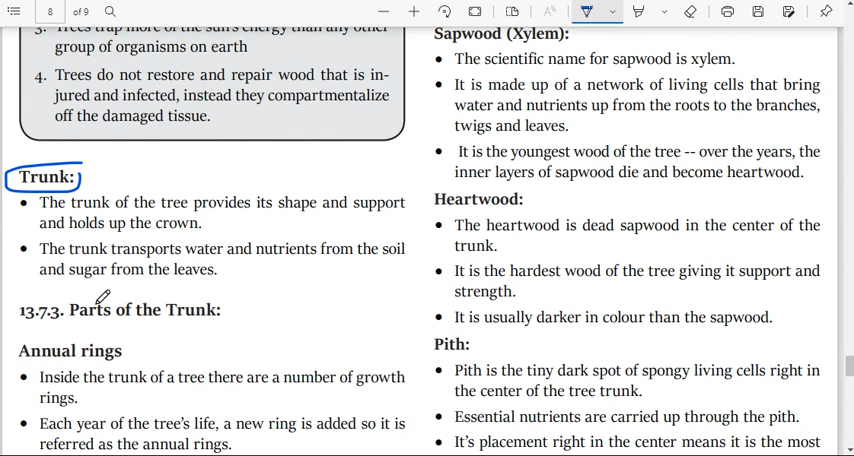 8 of 9
3. Trees trap more of the sun's energy than any other
group of organisms on earth
4. Trees do not restore and repair wood that is in-
jured and infected, instead they compartmentalize
off the damaged tissue.
Trunk:
• The trunk of the tree provides its shape and support
and holds up the crown.
• The trunk transports water and nutrients from the soil
and sugar from the leaves.
13.7.3. Parts of the Trunk:
Annual rings
• Inside the trunk of a tree there are a number of growth
rings.
• Each year of the tree's life, a new ring is added so it is
referred as the annual rings.
Sapwood (Xylem):
• The scientific name for sapwood is xylem.
• It is made up of a network of living cells that bring
water and nutrients up from the roots to the branches,
twigs and leaves.
• It is the youngest wood of the tree -- over the years, the
inner layers of sapwood die and become heartwood.
Heartwood:
• The heartwood is dead sapwood in the center of the
trunk.
• It is the hardest wood of the tree giving it support and
strength.
• It is usually darker in colour than the sapwood.
Pith:
• Pith is the tiny dark spot of spongy living cells right in
the center of the tree trunk.
• Essential nutrients are carried up through the pith.
• It's placement right in the center means it is the most